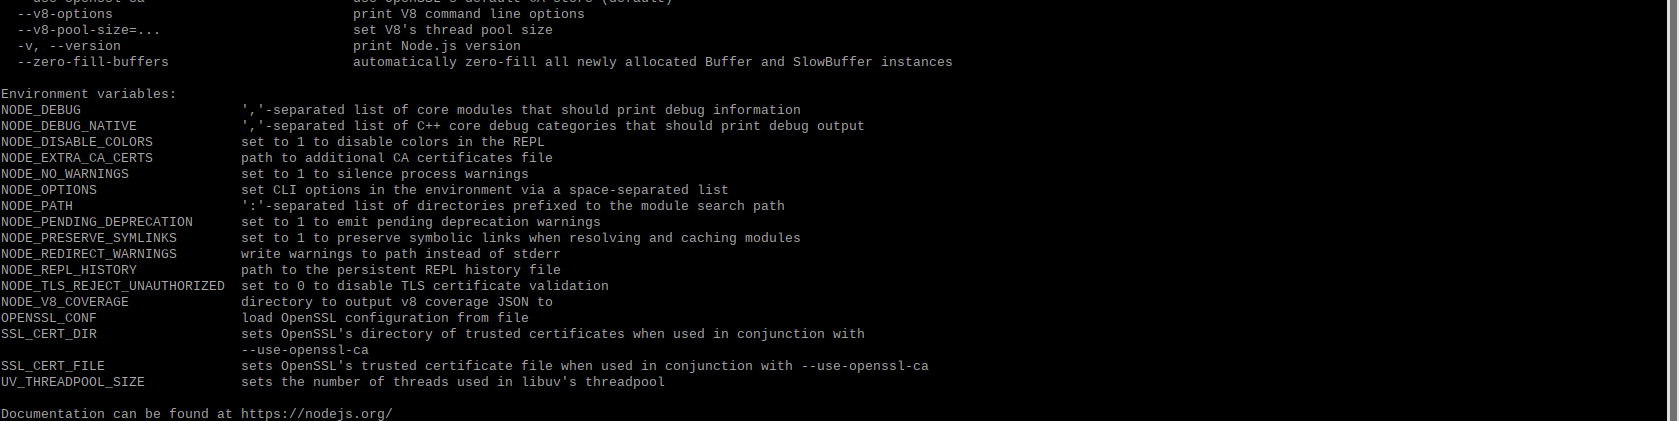 --use-openssl-ca                          use OpenSSL's default CA store (default)
  --v8-options                              print V8 command line options
  --v8-pool-size=...                        set V8's thread pool size
  -v, --version                             print Node.js version
  --zero-fill-buffers                       automatically zero-fill all newly allocated Buffer and SlowBuffer instances

Environment variables:
NODE_DEBUG                    ','-separated list of core modules that should print debug information
NODE_DEBUG_NATIVE             ','-separated list of C++ core debug categories that should print debug output
NODE_DISABLE_COLORS           set to 1 to disable colors in the REPL
NODE_EXTRA_CA_CERTS           path to additional CA certificates file
NODE_NO_WARNINGS              set to 1 to silence process warnings
NODE_OPTIONS                  set CLI options in the environment via a space-separated list
NODE_PATH                     ':'-separated list of directories prefixed to the module search path
NODE_PENDING_DEPRECATION      set to 1 to emit pending deprecation warnings
NODE_PRESERVE_SYMLINKS        set to 1 to preserve symbolic links when resolving and caching modules
NODE_REDIRECT_WARNINGS        write warnings to path instead of stderr
NODE_REPL_HISTORY             path to the persistent REPL history file
NODE_TLS_REJECT_UNAUTHORIZED  set to 0 to disable TLS certificate validation
NODE_V8_COVERAGE              directory to output v8 coverage JSON to
OPENSSL_CONF                  load OpenSSL configuration from file
SSL_CERT_DIR                  sets OpenSSL's directory of trusted certificates when used in conjunction with
                              --use-openssl-ca
SSL_CERT_FILE                 sets OpenSSL's trusted certificate file when used in conjunction with --use-openssl-ca
UV_THREADPOOL_SIZE            sets the number of threads used in libuv's threadpool

Documentation can be found at https://nodejs.org/